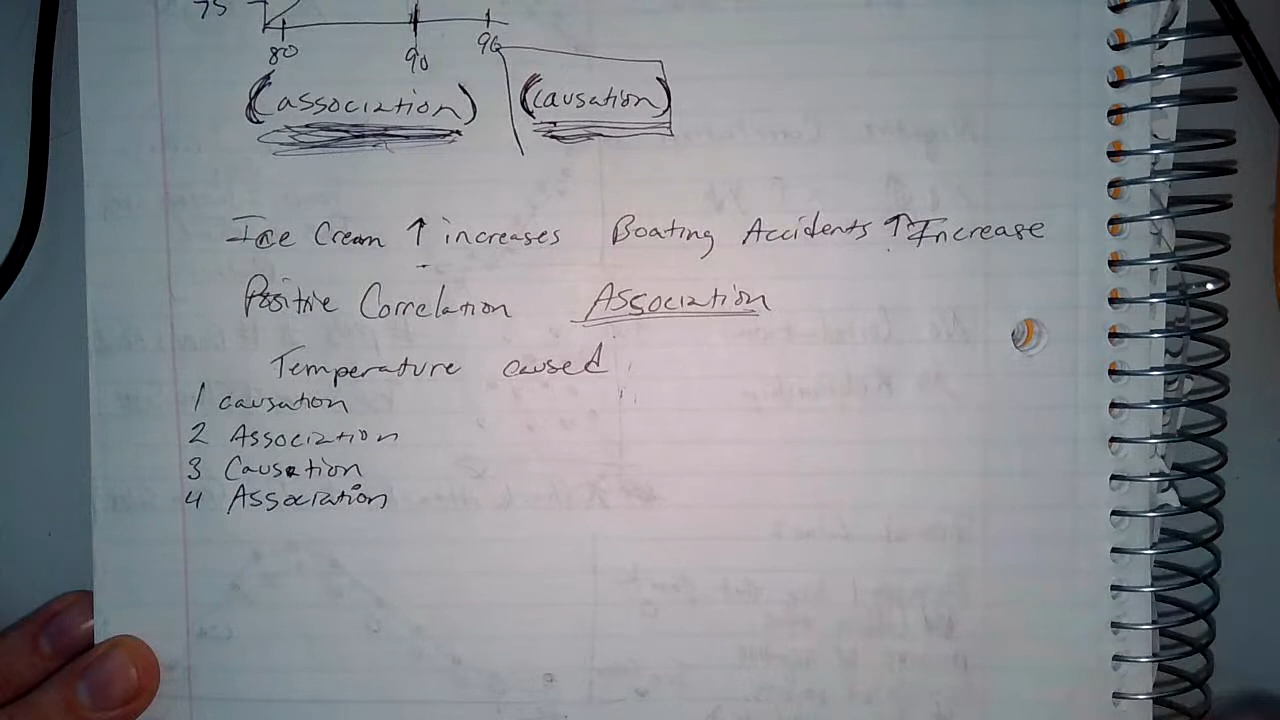 75
80 90 96
(association) (causation)
Ice Cream ↑ increases Boating Accidents ↑ Increase
Positive Correlation Association
Temperature caused
1 causation
2 Association
3 Causation
4 Association